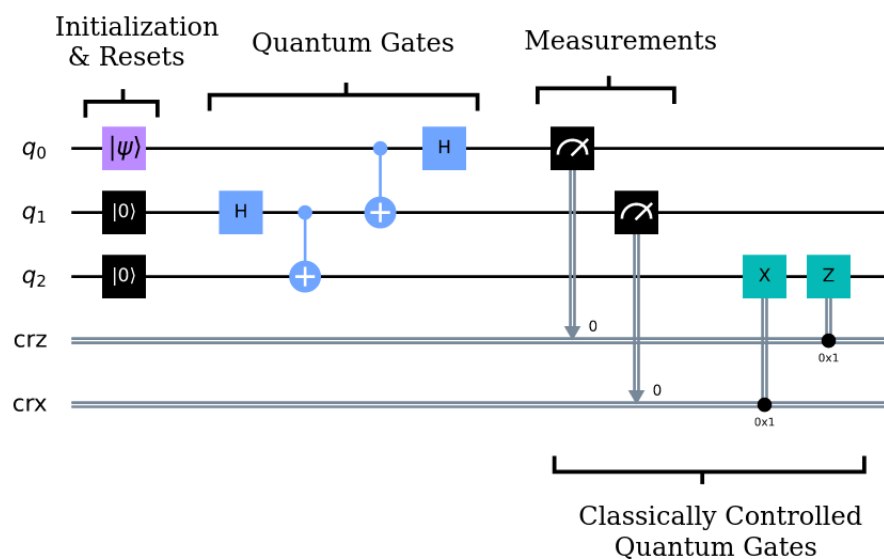 Initialization
& Resets
Quantum Gates
Measurements
q₀ |ψ⟩ H
q₁ |0⟩ H
q₂ |0⟩ X Z
crz 0 0x1
crx 0 0x1
Classically Controlled
Quantum Gates